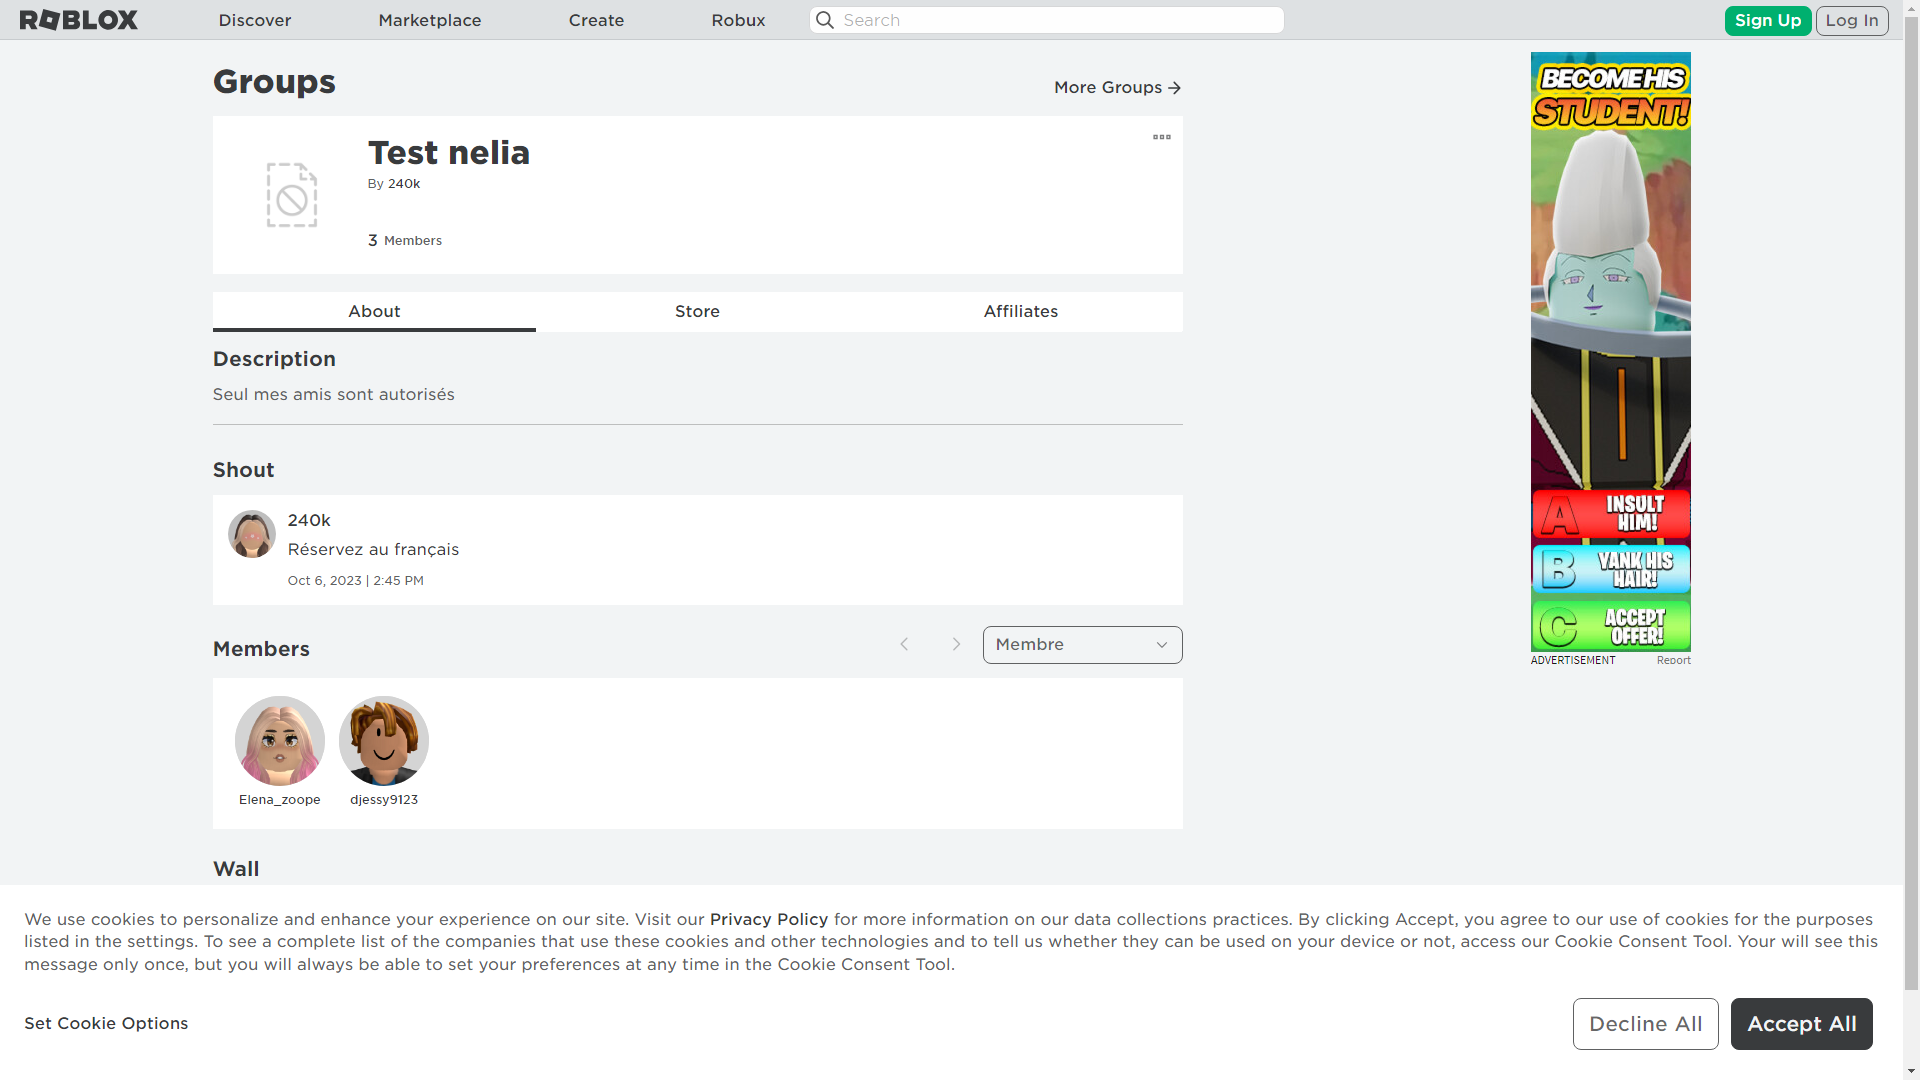 ROBLOX
Discover
Marketplace
Create
Robux
Search
Sign Up
Log In
Groups
More Groups
Test nelia
By 240k
3 Members
About
Store
Affiliates
Description
Seul mes amis sont autorisés
Shout
240k
Réservez au français
Oct 6, 2023 | 2:45 PM
Members
Membre
Elena_zoope
djessy9123
Wall
BECOME HIS
STUDENT!
A
INSULT
HIM!
B
YANK HIS
HAIR!
C
ACCEPT
OFFER!
ADVERTISEMENT
Report
We use cookies to personalize and enhance your experience on our site. Visit our Privacy Policy for more information on our data collections practices. By clicking Accept, you agree to our use of cookies for the purposes
listed in the settings. To see a complete list of the companies that use these cookies and other technologies and to tell us whether they can be used on your device or not, access our Cookie Consent Tool. Your will see this
message only once, but you will always be able to set your preferences at any time in the Cookie Consent Tool.
Set Cookie Options
Decline All
Accept All